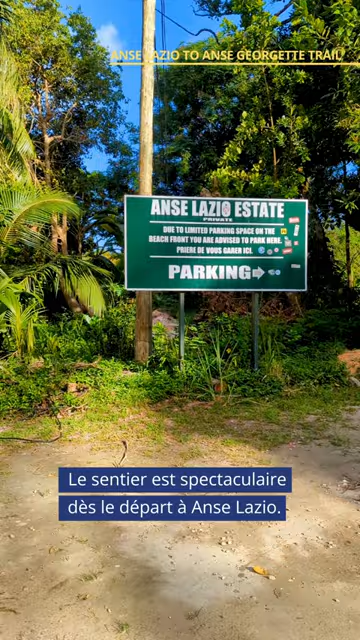 ANSE LAZIO TO ANSE GEORGETTE TRAIL
ANSE LAZIO ESTATE
PRIVATE
DUE TO LIMITED PARKING SPACE ON THE
BEACH FRONT YOU ARE ADVISED TO PARK HERE.
PRIERE DE VOUS GARER ICI.
PARKING
Le sentier est spectaculaire
dès le départ à Anse Lazio.